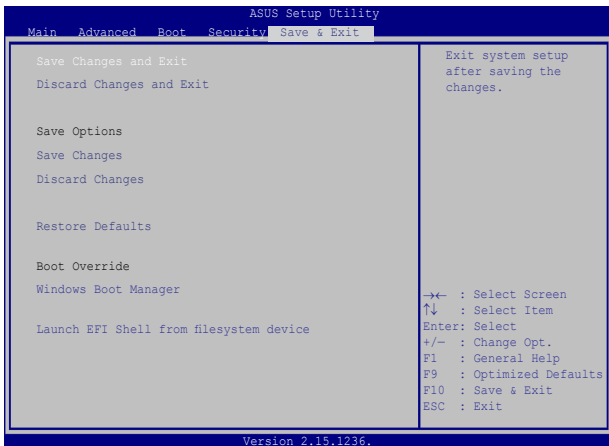 ASUS Setup Utility
Main Advanced Boot Security Save & Exit
Save Changes and Exit
Discard Changes and Exit
Save Options
Save Changes
Discard Changes
Restore Defaults
Boot Override
Windows Boot Manager
Launch EFI Shell from filesystem device
Exit system setup
after saving the
changes.
→← : Select Screen
↑↓ : Select Item
Enter: Select
+/— : Change Opt.
F1 : General Help
F9 : Optimized Defaults
F10 : Save & Exit
ESC : Exit
Version 2.15.1236.